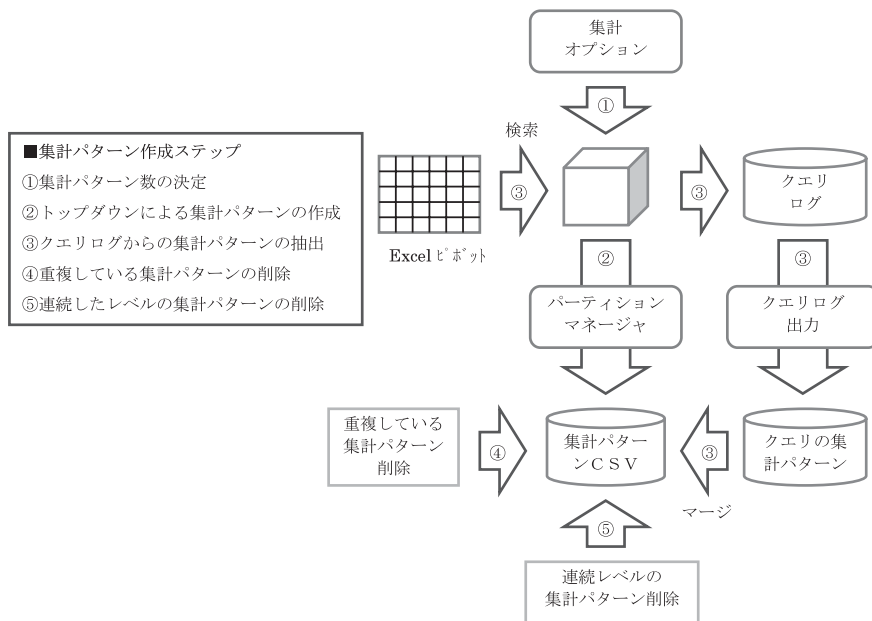 集計
オプション
①
■集計パターン作成ステップ
①集計パターン数の決定
②トップダウンによる集計パターンの作成
③クエリログからの集計パターンの抽出
④重複している集計パターンの削除
⑤連続したレベルの集計パターンの削除
検索
③
③
クエリ
ログ
Excel ﾋﾟﾎﾞｯﾄ
②
③
パーティション
マネージャ
クエリログ
出力
重複している
集計パターン
削除
④
集計パター
ンＣＳＶ
③
クエリの集
計パターン
マージ
⑤
連続レベルの
集計パターン削除